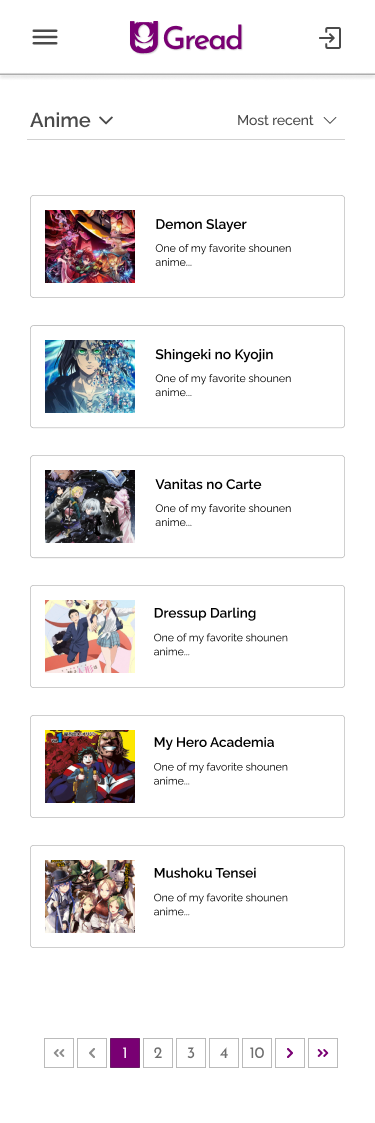 Gread
Anime
Most recent
Demon Slayer
One of my favorite shounen
anime...
Shingeki no Kyojin
One of my favorite shounen
anime...
Vanitas no Carte
One of my favorite shounen
anime...
Dressup Darling
One of my favorite shounen
anime...
My Hero Academia
One of my favorite shounen
anime...
Mushoku Tensei
One of my favorite shounen
anime...
« ‹ 1 2 3 4 10 › »